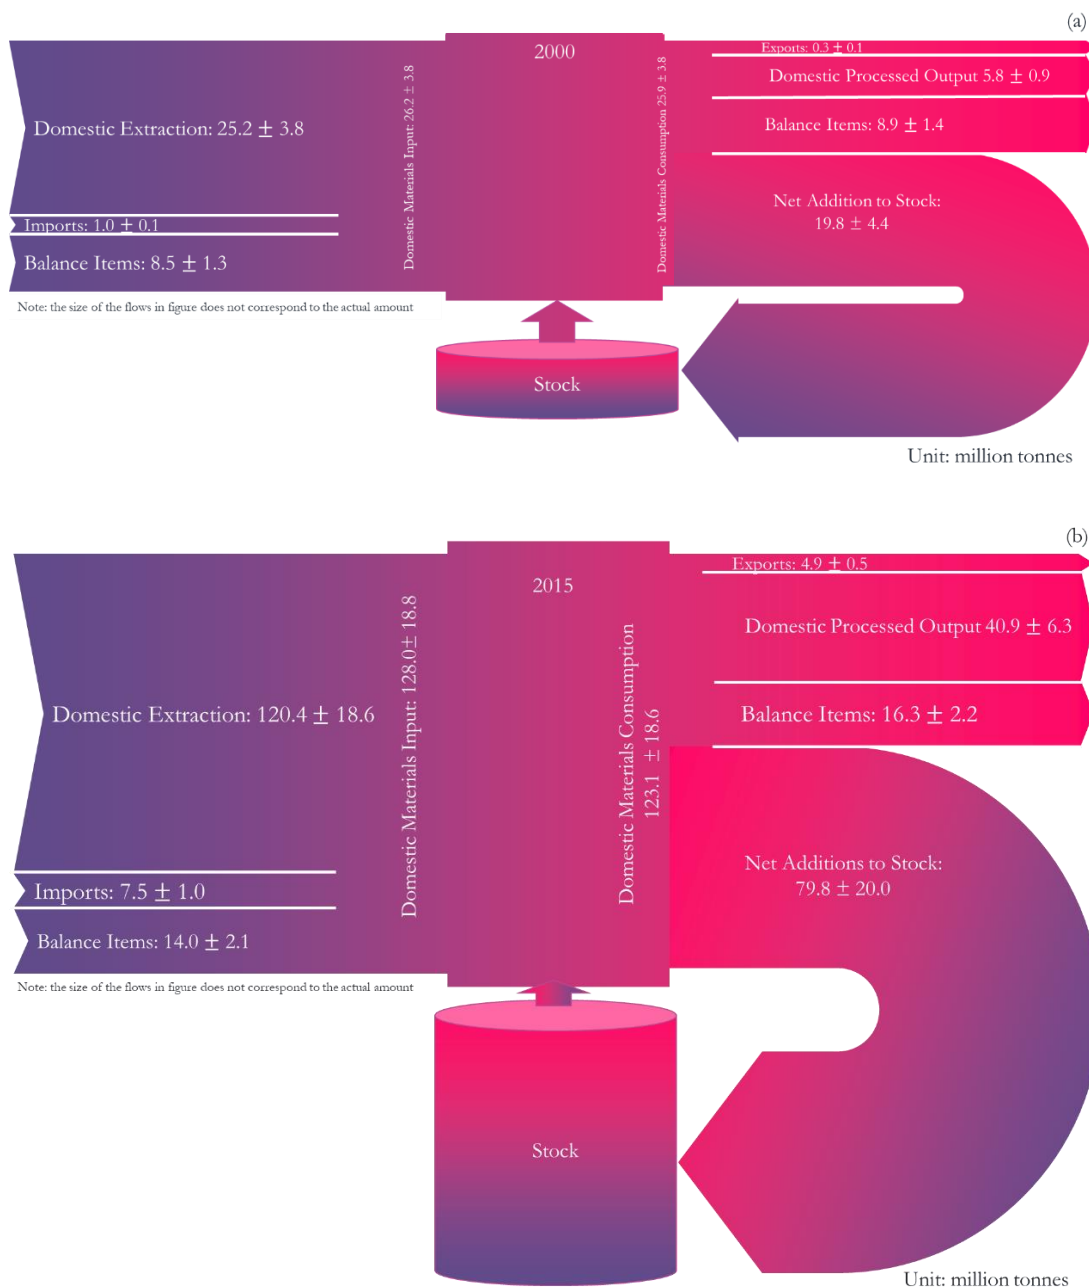 (a)
2000
Exports: 0.3 ± 0.1
Domestic Processed Output 5.8 ± 0.9
Domestic Extraction: 25.2 ± 3.8
Domestic Materials Input: 26.2 ± 3.8
Domestic Materials Consumption 25.9 ± 3.8
Balance Items: 8.9 ± 1.4
Net Addition to Stock:
19.8 ± 4.4
Imports: 1.0 ± 0.1
Balance Items: 8.5 ± 1.3
Note: the size of the flows in figure does not correspond to the actual amount
Stock
Unit: million tonnes
(b)
2015
Exports: 4.9 ± 0.5
Domestic Processed Output 40.9 ± 6.3
Domestic Extraction: 120.4 ± 18.6
Domestic Materials Input: 128.0± 18.8
Domestic Materials Consumption
123.1 ± 18.6
Balance Items: 16.3 ± 2.2
Net Additions to Stock:
79.8 ± 20.0
Imports: 7.5 ± 1.0
Balance Items: 14.0 ± 2.1
Note: the size of the flows in figure does not correspond to the actual amount
Stock
Unit: million tonnes